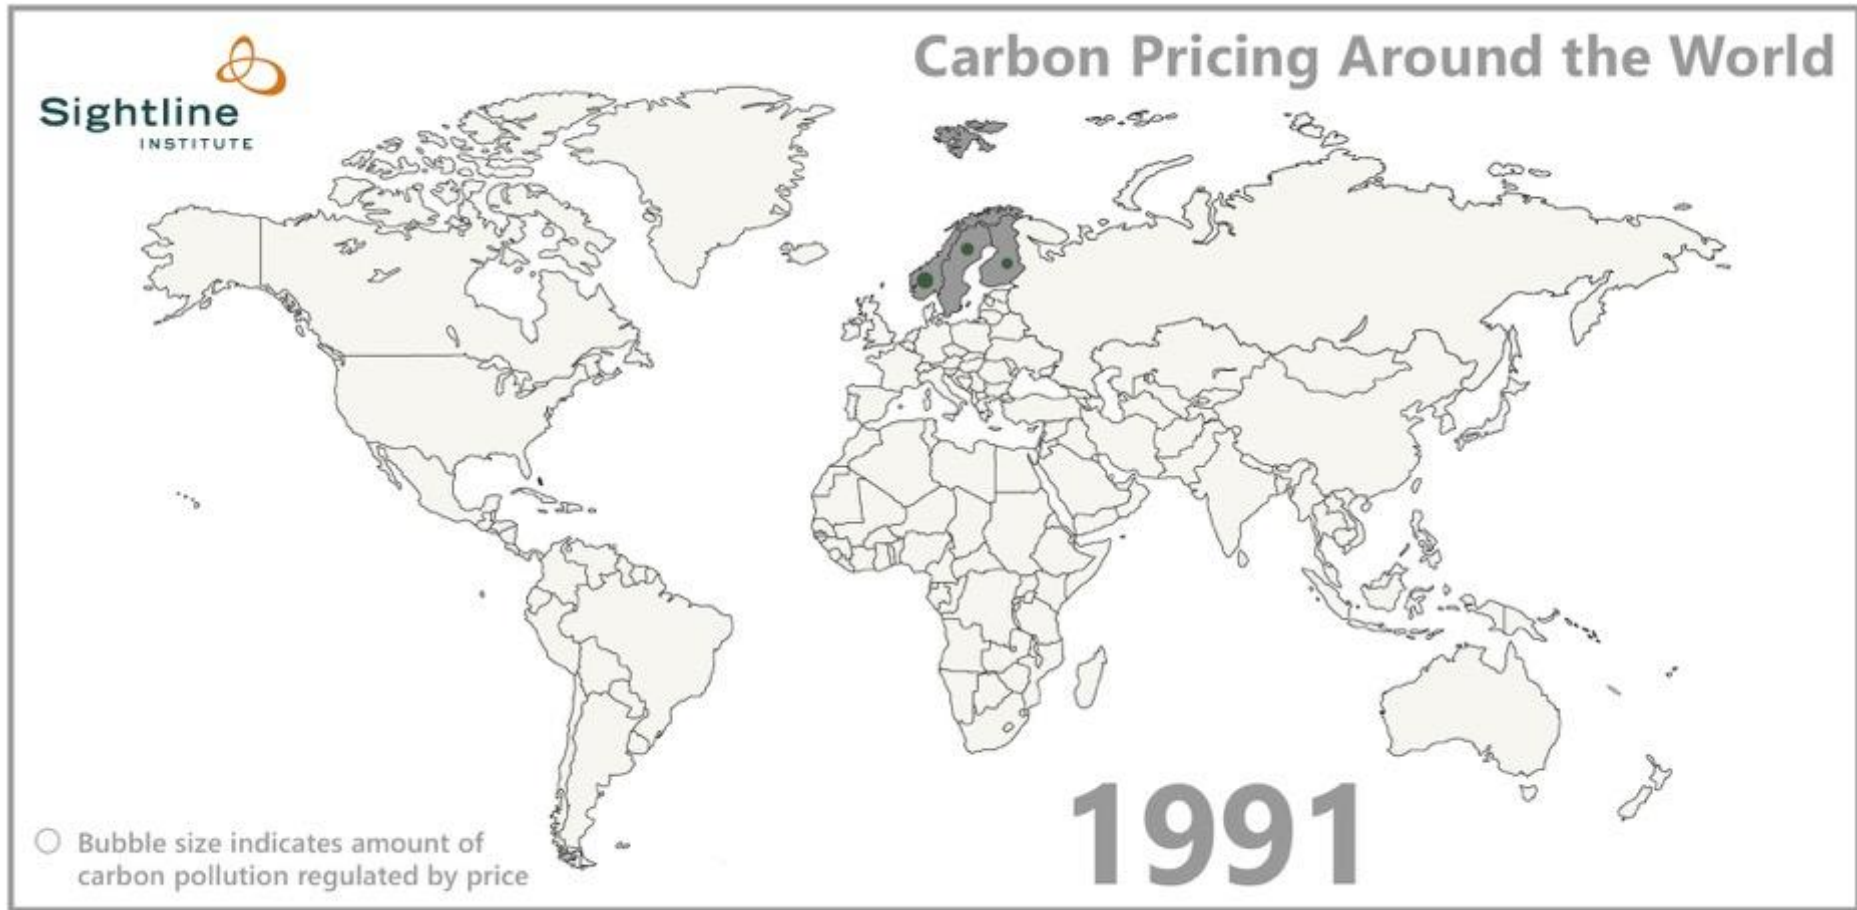 Sightline
INSTITUTE
Carbon Pricing Around the World
1991
Bubble size indicates amount of
carbon pollution regulated by price